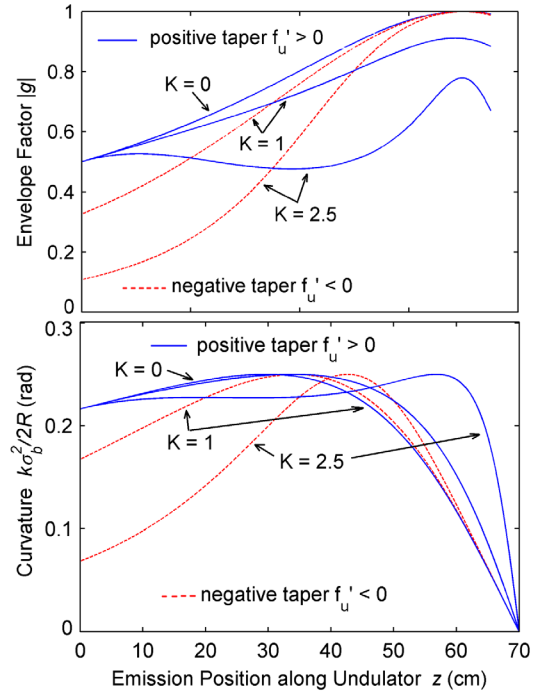 1
0.8
0.6
0.4
0.2
0
Envelope Factor |g|
positive taper f_u' > 0
K = 0
K = 1
K = 2.5
negative taper f_u' < 0
0.3
0.2
0.1
0
Curvature kσ_b^2/2R (rad)
positive taper f_u' > 0
K = 0
K = 1
K = 2.5
negative taper f_u' < 0
0 10 20 30 40 50 60 70
Emission Position along Undulator z (cm)